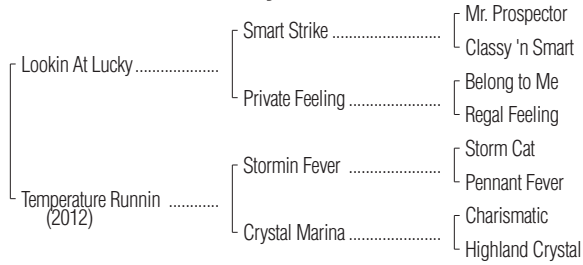 Mr. Prospector
Smart Strike ........................
Classy 'n Smart
Lookin At Lucky...................
Belong to Me
Private Feeling .....................
Regal Feeling
Storm Cat
Stormin Fever .....................
Pennant Fever
Temperature Runnin ...........
(2012)
Charismatic
Crystal Marina ......................
Highland Crystal